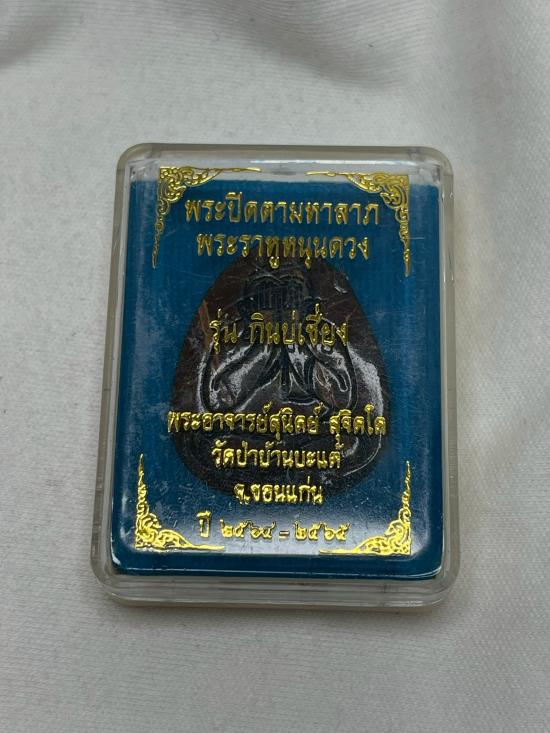 พระปิดตามหาลาภ
พระราหูหนุนดวง
รุ่น กินบ่เซี่ยง
พระอาจารย์สุนิตย์ สุจิตโต
วัดป่าบ้านบะแต้
จ.ขอนแก่น
ปี ๒๕๖๔-๒๕๖๕